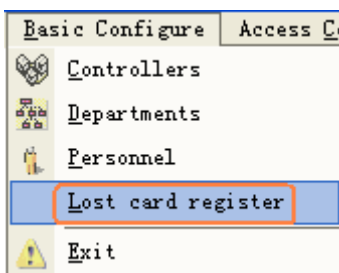 Basic Configure Access C
Controllers
Departments
Personnel
Lost card register
Exit